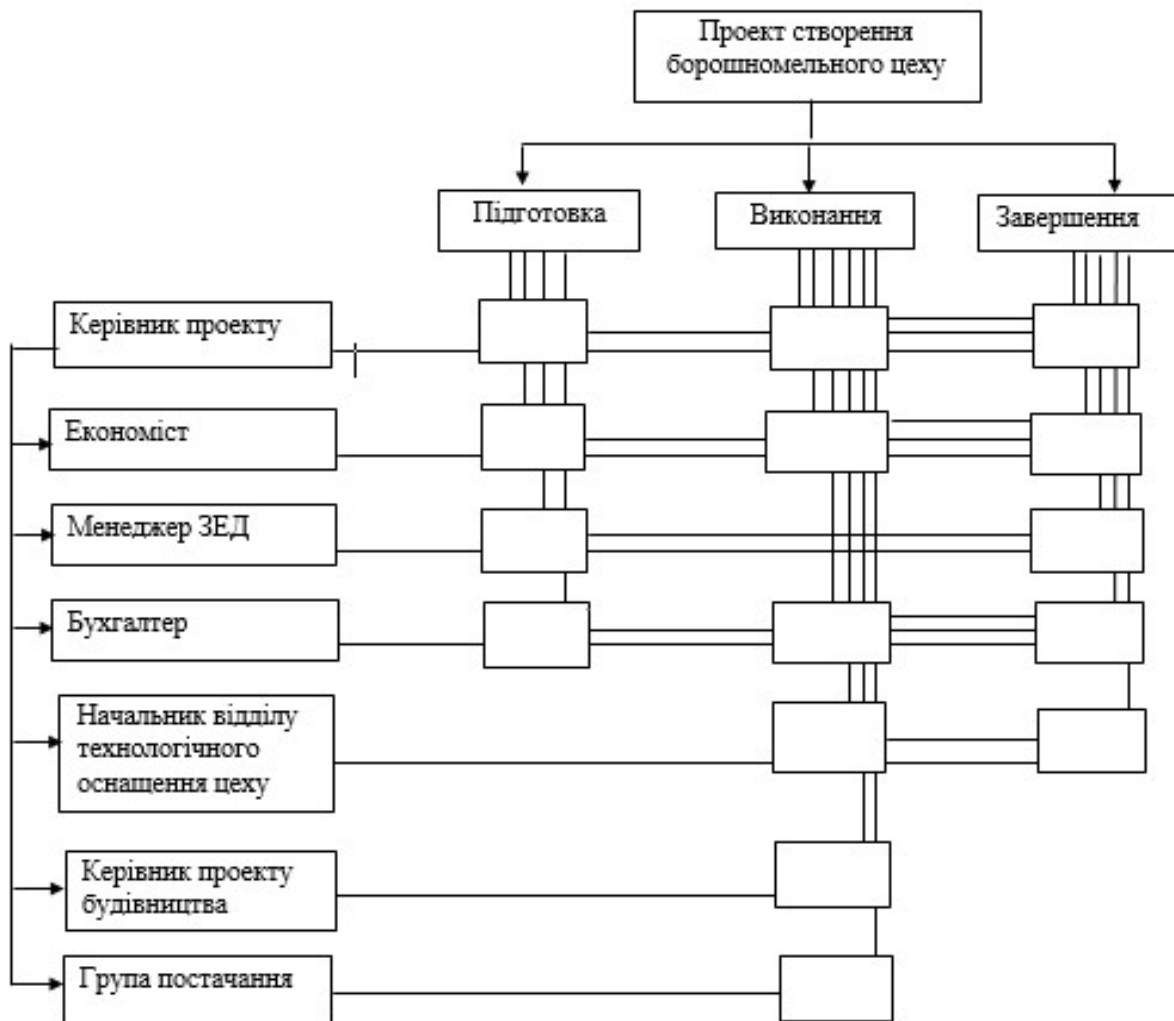 Проект створення
борошномельного цеху
Підготовка
Виконання
Завершення
Керівник проекту
Економіст
Менеджер ЗЕД
Бухгалтер
Начальник відділу
технологічного
оснащення цеху
Керівник проекту
будівництва
Група постачання